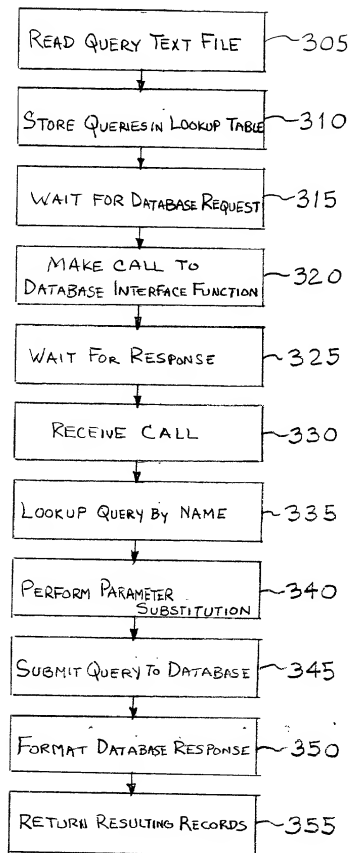 READ QUERY TEXT FILE 305
STORE QUERIES IN LOOKUP TABLE 310
WAIT FOR DATABASE REQUEST 315
MAKE CALL TO
DATABASE INTERFACE FUNCTION 320
WAIT FOR RESPONSE 325
RECEIVE CALL 330
LOOKUP QUERY BY NAME 335
PERFORM PARAMETER
SUBSTITUTION 340
SUBMIT QUERY TO DATABASE 345
FORMAT DATABASE RESPONSE 350
RETURN RESULTING RECORDS 355